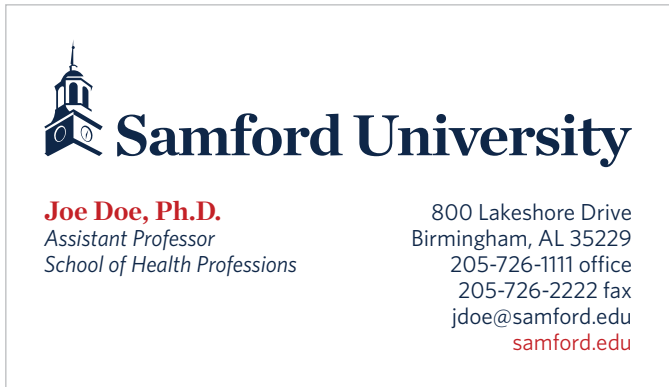 Samford University
Joe Doe, Ph.D.
Assistant Professor
School of Health Professions
800 Lakeshore Drive
Birmingham, AL 35229
205-726-1111 office
205-726-2222 fax
jdoe@samford.edu
samford.edu